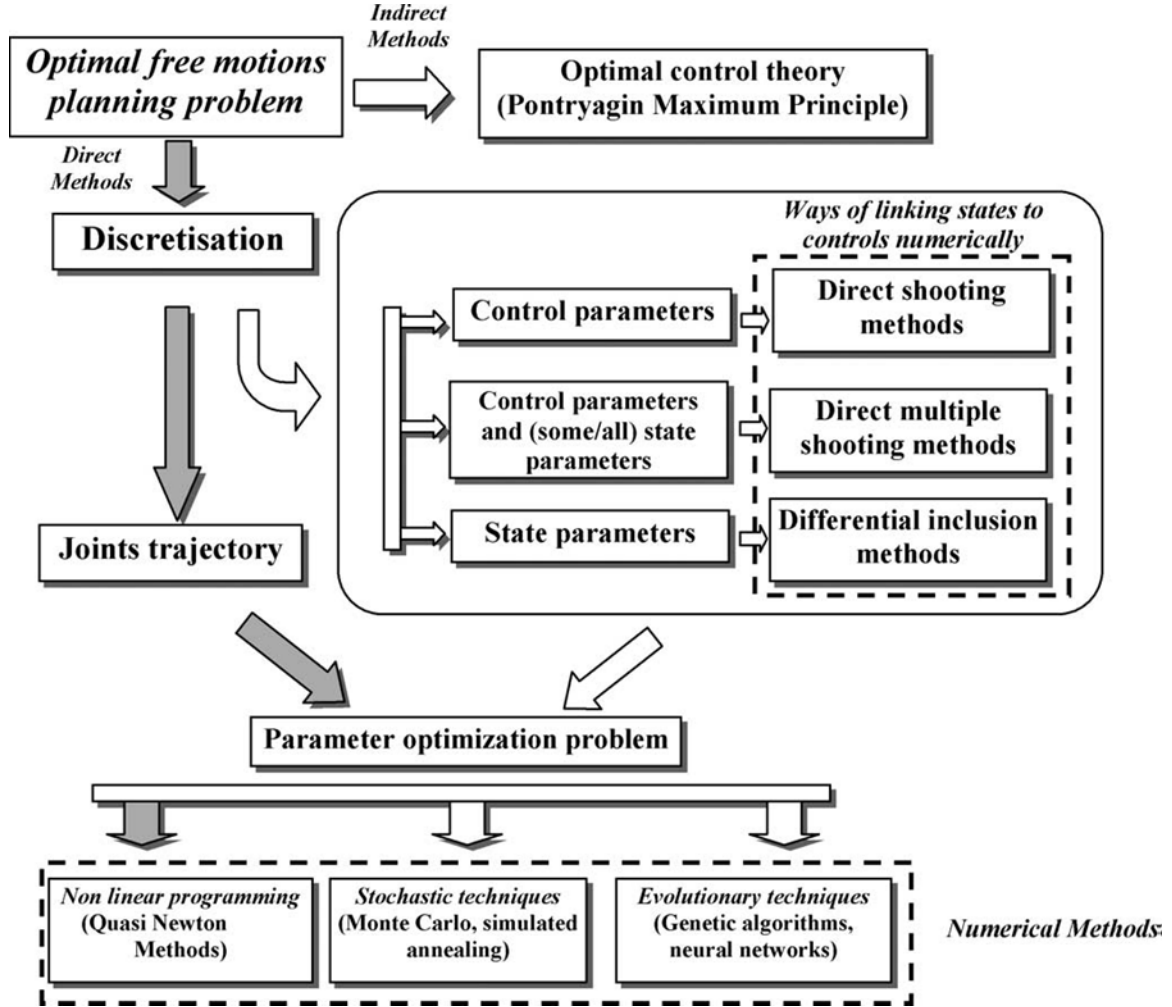 Indirect
Methods
Optimal free motions
planning problem
Optimal control theory
(Pontryagin Maximum Principle)
Direct
Methods
Discretisation
Ways of linking states to
controls numerically
Control parameters
Direct shooting
methods
Control parameters
and (some/all) state
parameters
Direct multiple
shooting methods
State parameters
Differential inclusion
methods
Joints trajectory
Parameter optimization problem
Non linear programming
(Quasi Newton
Methods)
Stochastic techniques
(Monte Carlo, simulated
annealing)
Evolutionary techniques
(Genetic algorithms,
neural networks)
Numerical Methods